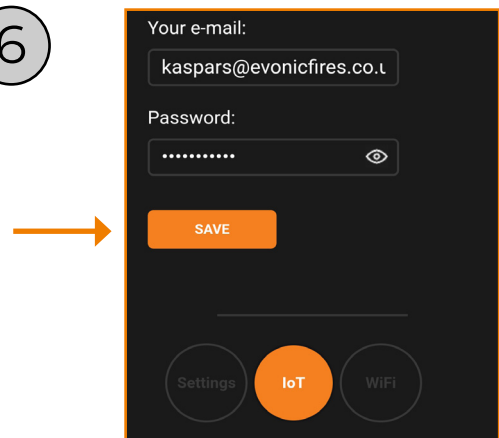 6
Your e-mail:
kaspars@evonicfires.co.u
Password:
•••••••••••
SAVE
Settings
IoT
WiFi